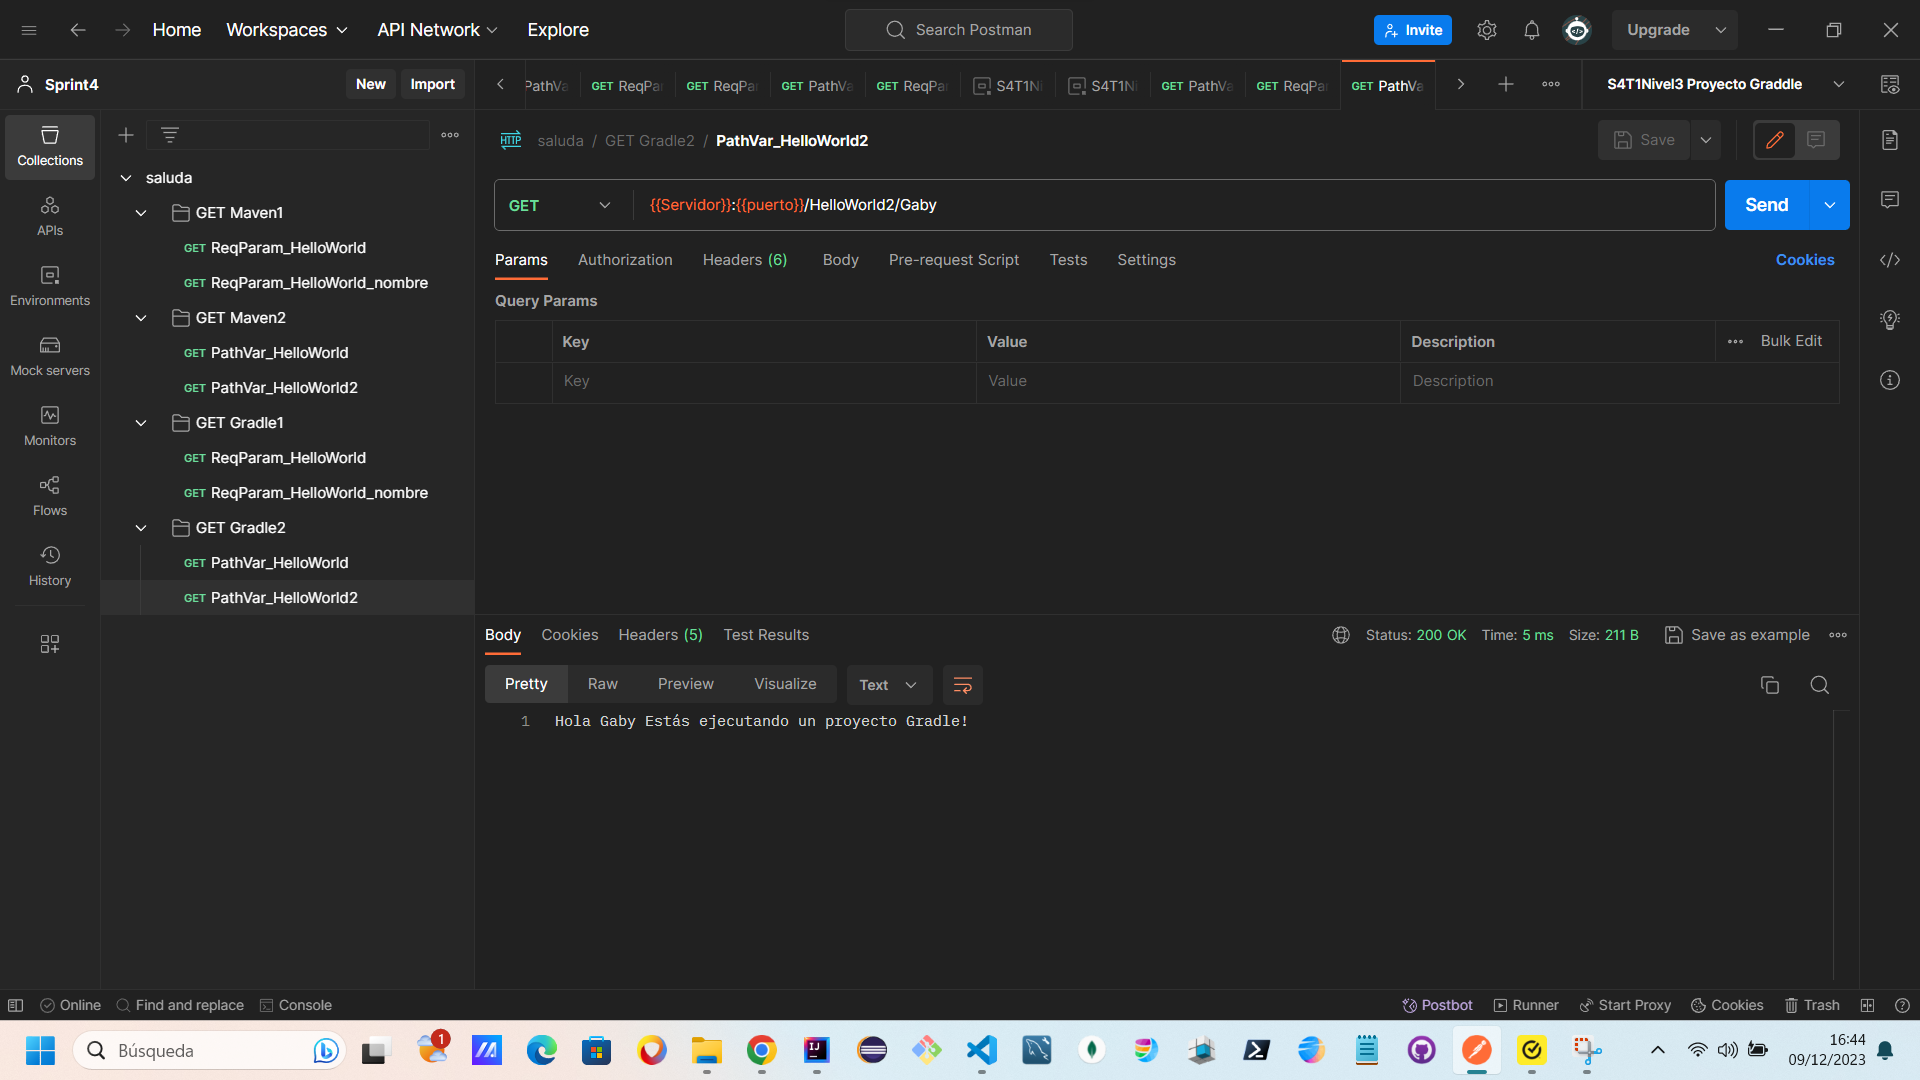 Home Workspaces API Network Explore Search Postman Invite Upgrade
Sprint4 New Import GET ReqPar GET ReqPar GET PathVa GET ReqPar S4T1Ni S4T1Ni GET PathVa GET ReqPar GET PathVa S4T1Nivel3 Proyecto Graddle
saluda / GET Gradle2 / PathVar_HelloWorld2 Save
GET {{Servidor}}:{{puerto}}/HelloWorld2/Gaby Send
Params Authorization Headers (6) Body Pre-request Script Tests Settings Cookies
Query Params
Key Value Description Bulk Edit
Key Value Description
Collections
APIs
Environments
Mock servers
Monitors
Flows
History
saluda
GET Maven1
GET ReqParam_HelloWorld
GET ReqParam_HelloWorld_nombre
GET Maven2
GET PathVar_HelloWorld
GET PathVar_HelloWorld2
GET Gradle1
GET ReqParam_HelloWorld
GET ReqParam_HelloWorld_nombre
GET Gradle2
GET PathVar_HelloWorld
GET PathVar_HelloWorld2
Body Cookies Headers (5) Test Results Status: 200 OK Time: 5 ms Size: 211 B Save as example
Pretty Raw Preview Visualize Text
1 Hola Gaby Estás ejecutando un proyecto Gradle!
Online Find and replace Console Postbot Runner Start Proxy Cookies Trash
Búsqueda 1 16:44
09/12/2023